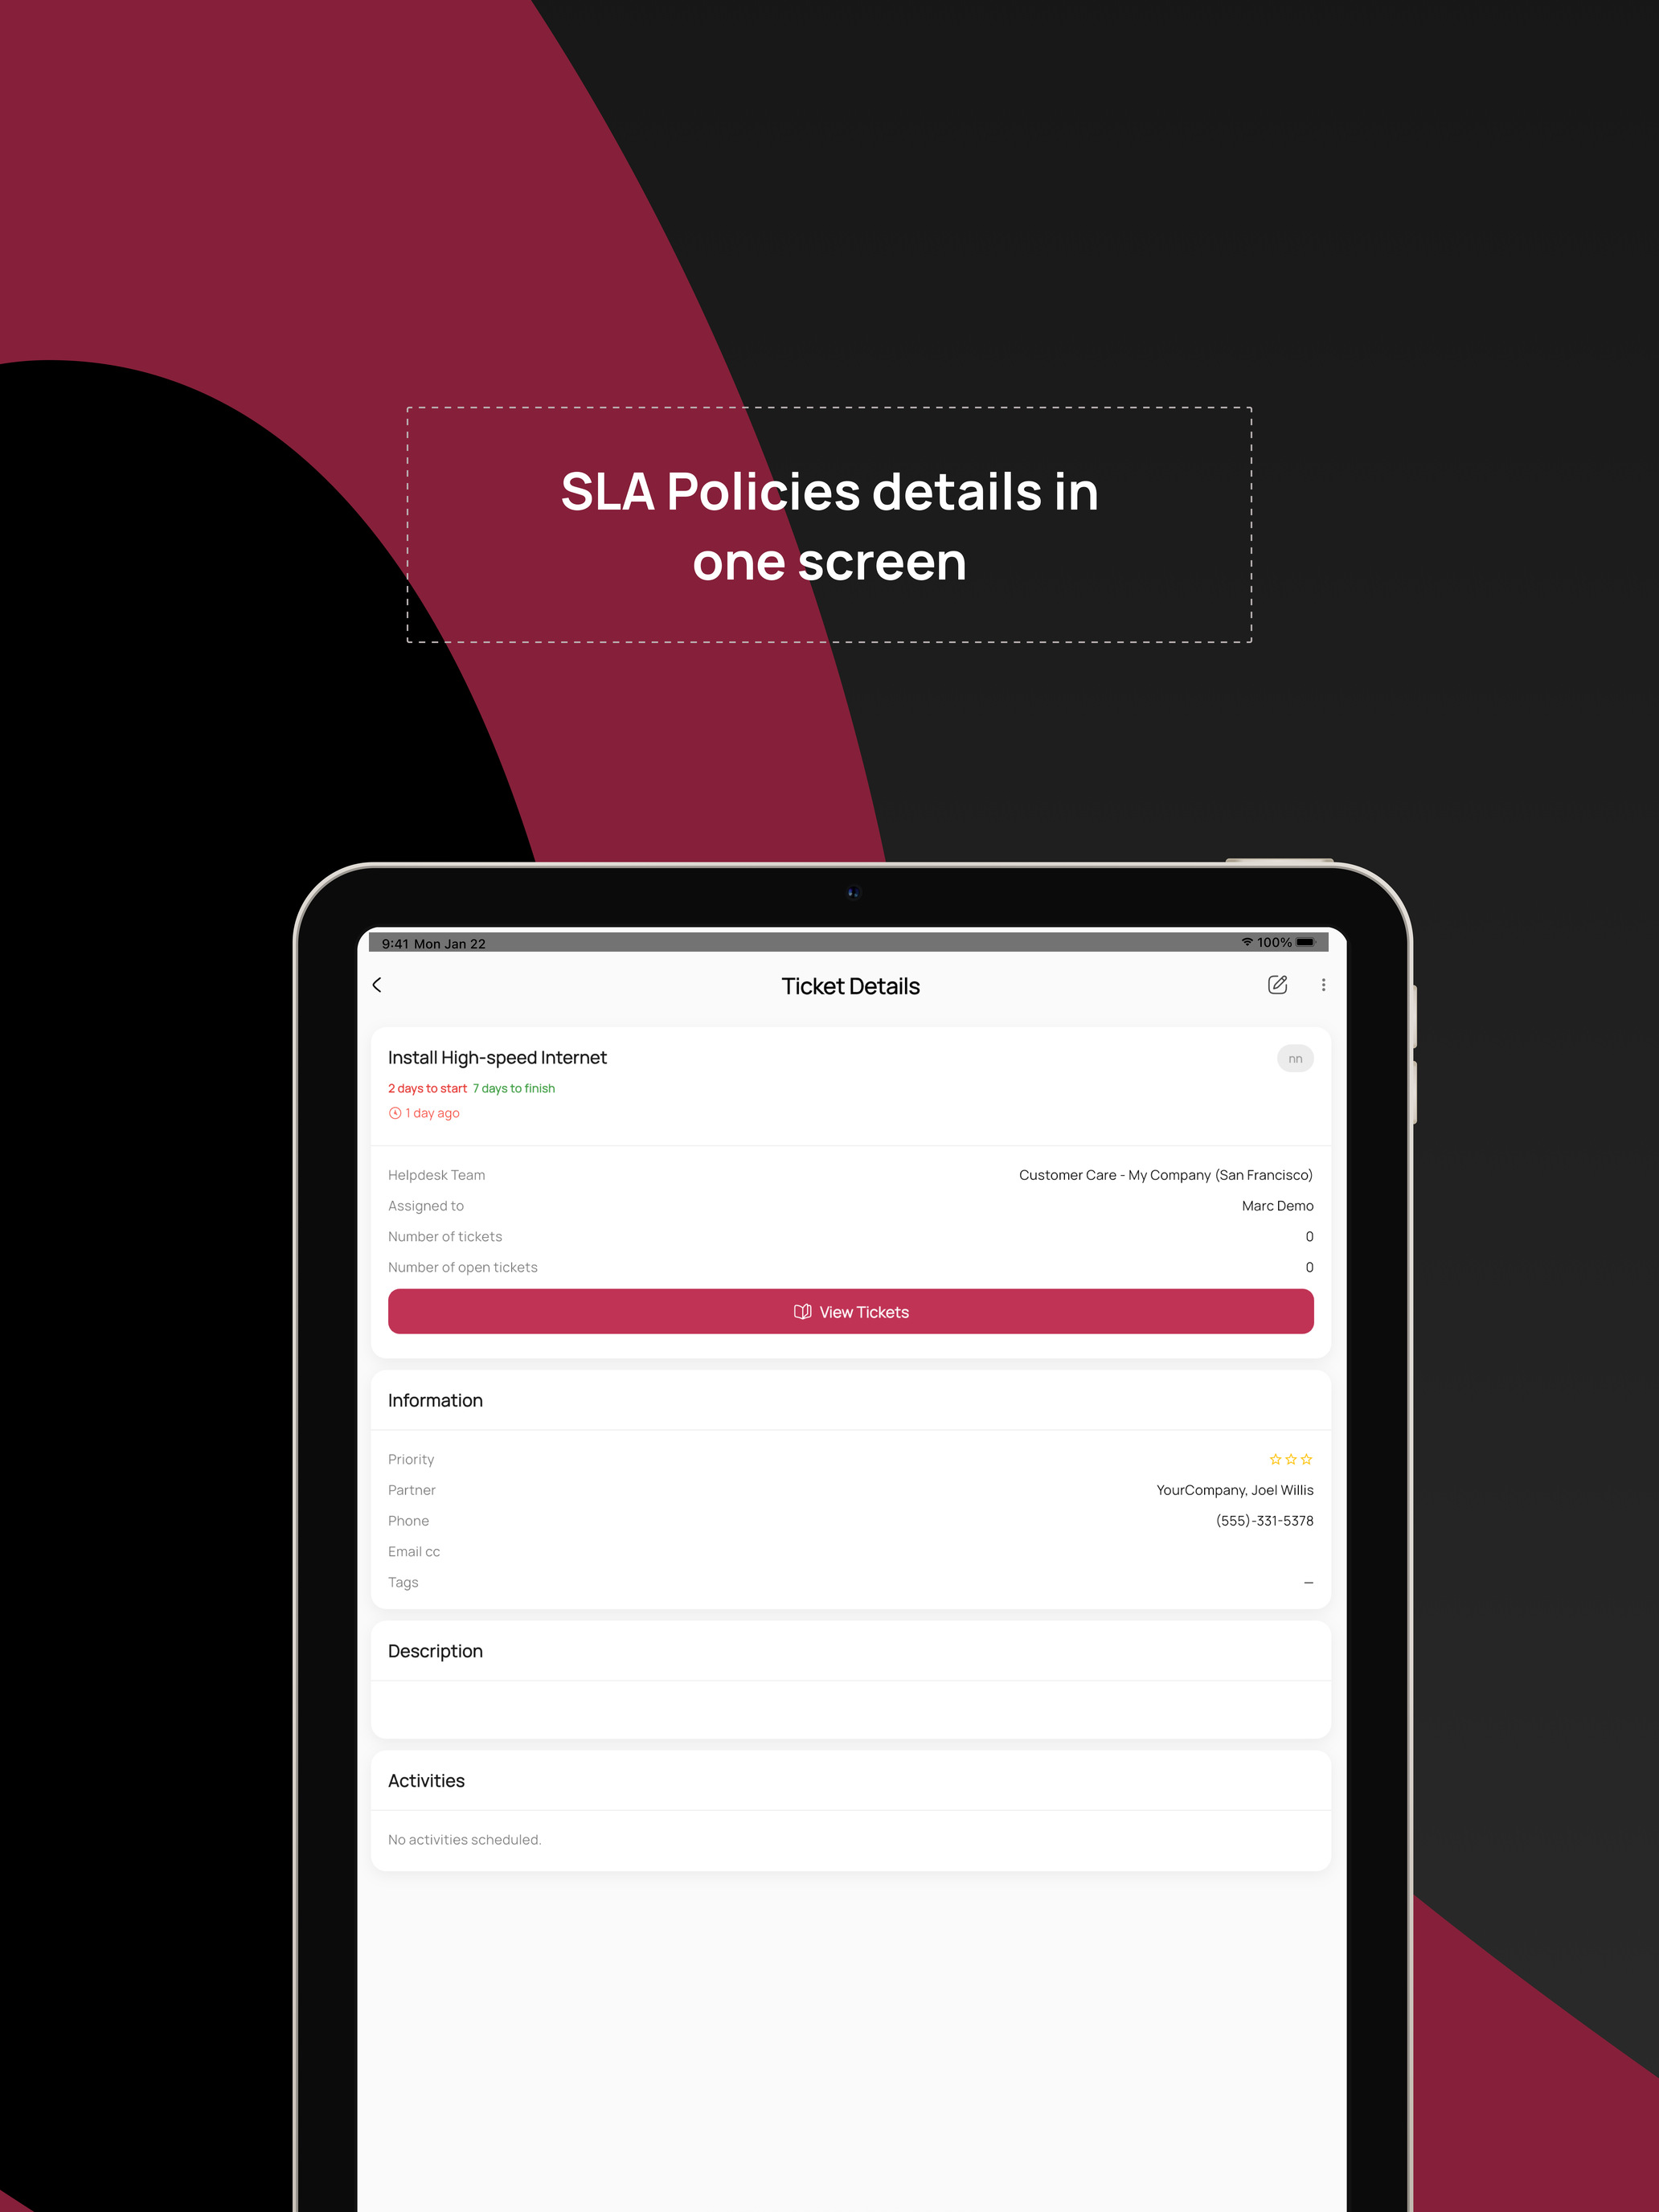 SLA Policies details in
one screen
9:41 Mon Jan 22
100%
Ticket Details
Install High-speed Internet
nn
2 days to start 7 days to finish
1 day ago
Helpdesk Team Customer Care - My Company (San Francisco)
Assigned to Marc Demo
Number of tickets 0
Number of open tickets 0
View Tickets
Information
Priority
Partner YourCompany, Joel Willis
Phone (555)-331-5378
Email cc
Tags –
Description
Activities
No activities scheduled.